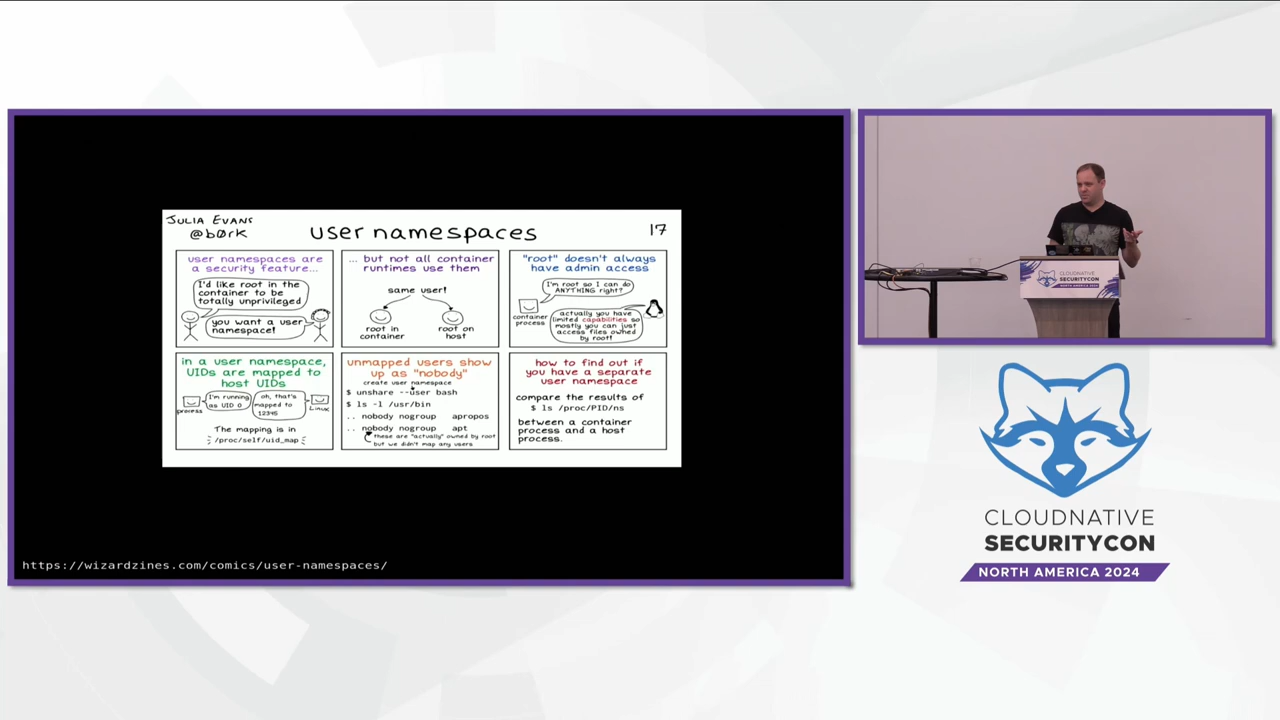 JULIA EVANS
@b0rk
user namespaces
17
user namespaces are
a security feature...
I'd like root in the
container to be
totally unprivileged
you want a user
namespace!
... but not all container
runtimes use them
same user!
root in
container
root on
host
"root" doesn't always
have admin access
I'm root so I can do
ANYTHING right?
container
process
actually you have
limited capabilities so
mostly you can just
access files owned
by root!
in a user namespace,
UIDs are mapped to
host UIDs
process
I'm running
as UID 0
oh, that's
mapped to
12345
Linux
The mapping is in
/proc/self/uid_map
unmapped users show
up as "nobody"
create user namespace
$ unshare --user bash
$ ls -l /usr/bin
.. nobody nogroup apropos
.. nobody nogroup apt
these are "actually" owned by root
but we didn't map any users
how to find out if
you have a separate
user namespace
compare the results of
$ ls /proc/PID/ns
between a container
process and a host
process.
https://wizardzines.com/comics/user-namespaces/
CLOUDNATIVE
SECURITYCON
NORTH AMERICA 2024
CLOUDNATIVE
SECURITYCON
NORTH AMERICA 2024